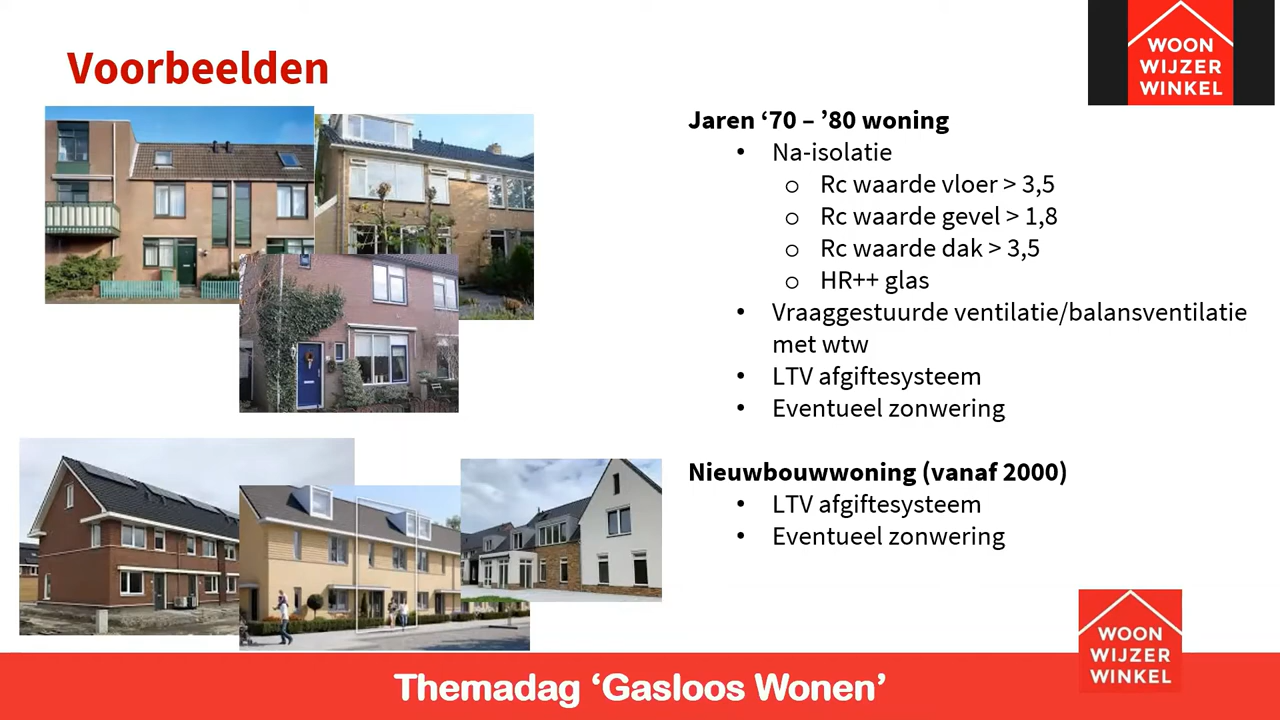 Voorbeelden
WOON
WIJZER
WINKEL
Jaren ‘70 – ’80 woning
• Na-isolatie
o Rc waarde vloer > 3,5
o Rc waarde gevel > 1,8
o Rc waarde dak > 3,5
o HR++ glas
• Vraaggestuurde ventilatie/balansventilatie
met wtw
• LTV afgiftesysteem
• Eventueel zonwering
Nieuwbouwwoning (vanaf 2000)
• LTV afgiftesysteem
• Eventueel zonwering
WOON
WIJZER
WINKEL
Themadag ‘Gasloos Wonen’